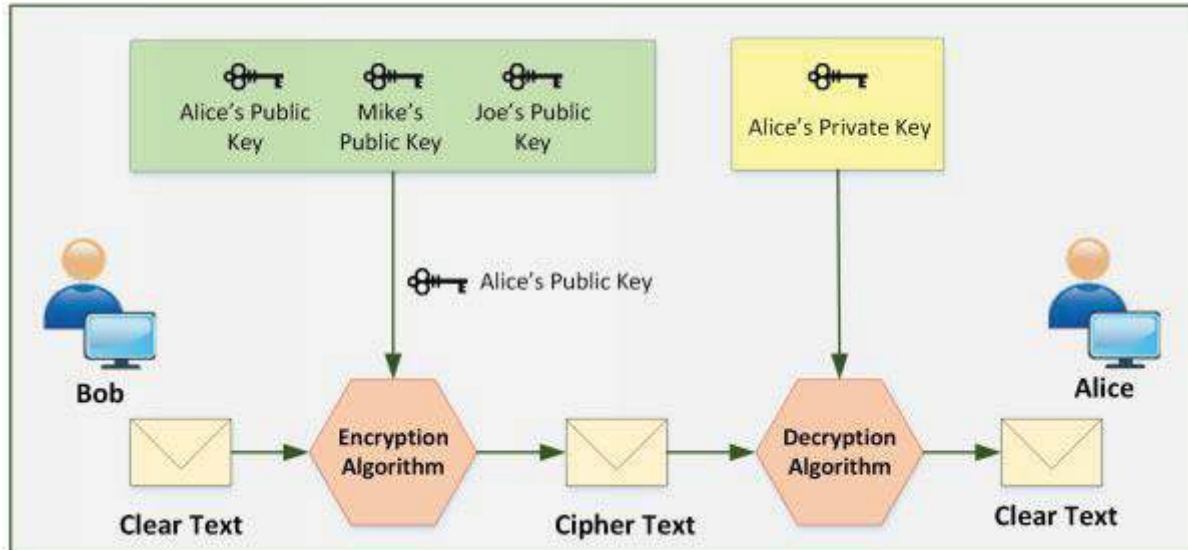 Alice’s Public
Key
Mike’s
Public Key
Joe’s Public
Key
Alice’s Private Key
Alice’s Public Key
Bob
Alice
Encryption
Algorithm
Decryption
Algorithm
Clear Text
Cipher Text
Clear Text